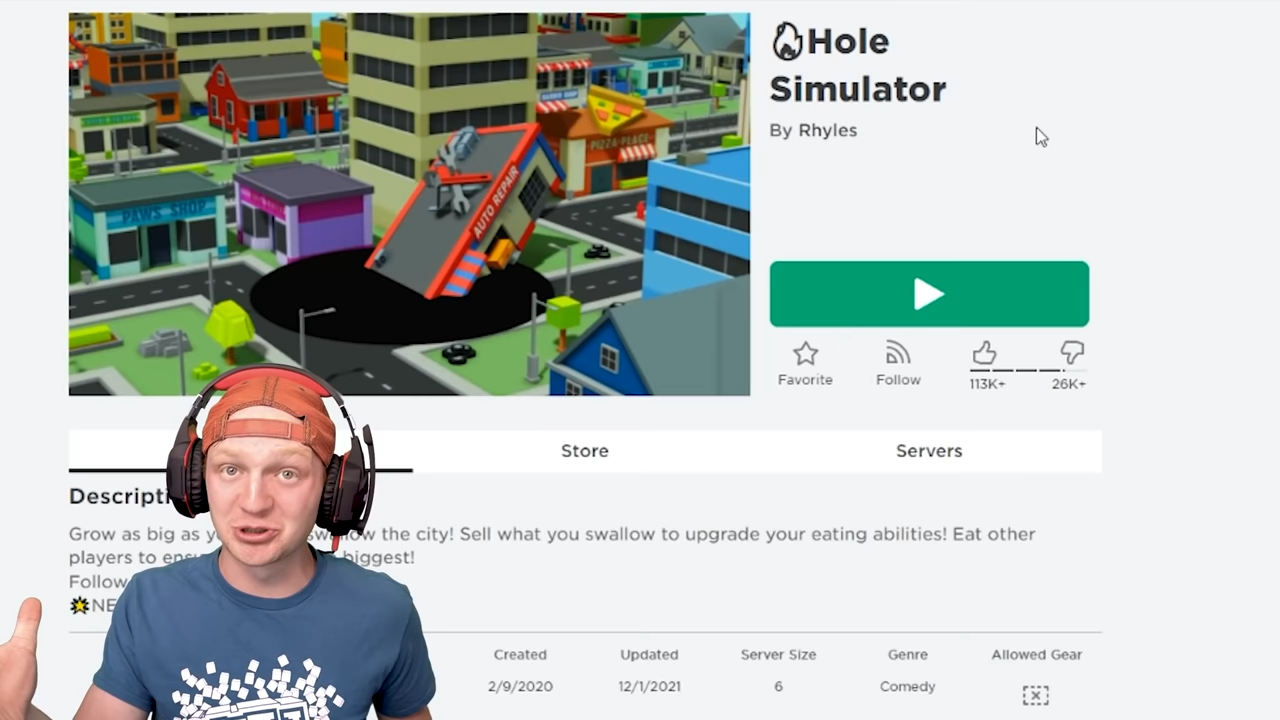 🔥Hole
Simulator
By Rhyles
PAWS SHOP
AUTO REPAIR
PIZZA PLACE
Favorite
Follow
113K+
26K+
Store
Servers
Descripti
Grow as big as y the city! Sell what you swallow to upgrade your eating abilities! Eat other
players to ens biggest!
Follow
NE
Created
Updated
Server Size
Genre
Allowed Gear
2/9/2020
12/1/2021
6
Comedy